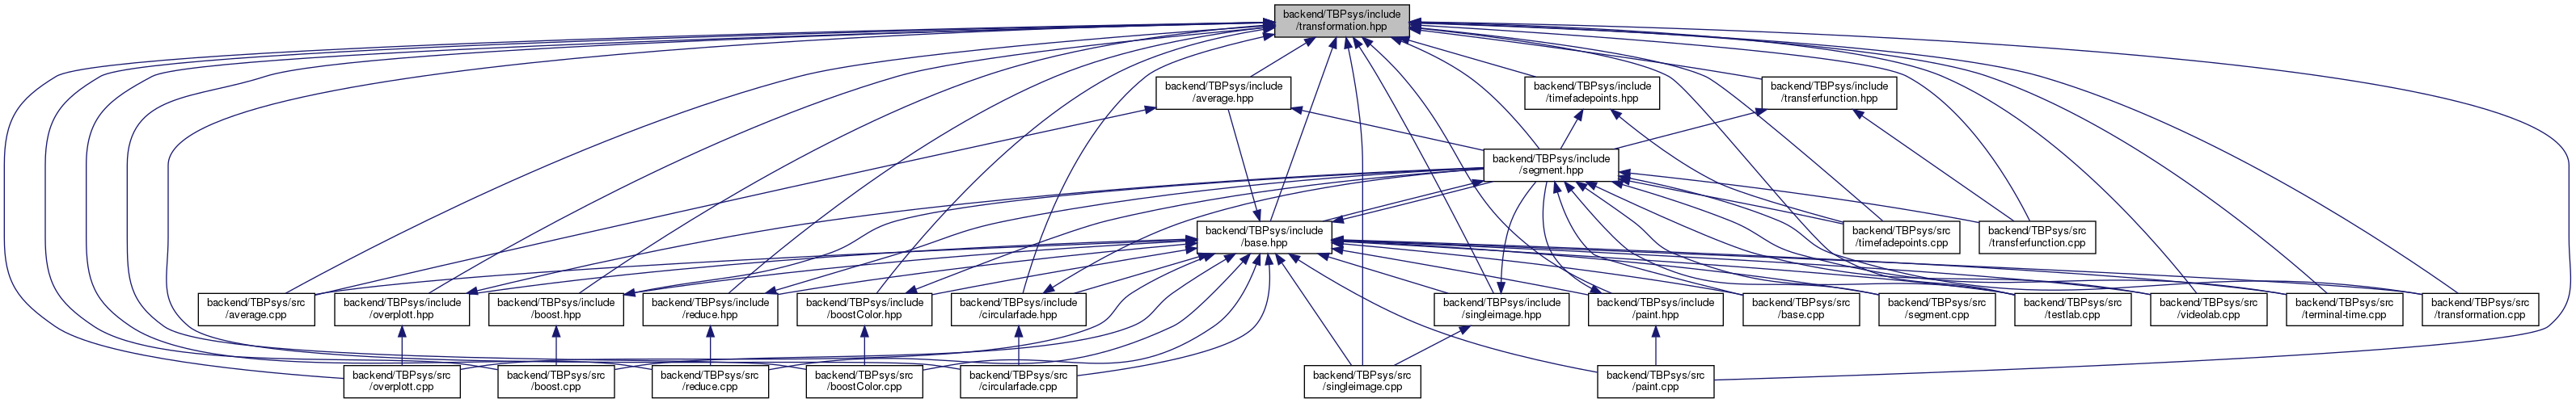 backend/TBPsys/include
/transformation.hpp
backend/TBPsys/include
/average.hpp
backend/TBPsys/include
/timefadepoints.hpp
backend/TBPsys/include
/transferfunction.hpp
backend/TBPsys/include
/segment.hpp
backend/TBPsys/include
/base.hpp
backend/TBPsys/src
/timefadepoints.cpp
backend/TBPsys/src
/transferfunction.cpp
backend/TBPsys/src
/average.cpp
backend/TBPsys/include
/overplott.hpp
backend/TBPsys/include
/boost.hpp
backend/TBPsys/include
/reduce.hpp
backend/TBPsys/include
/boostColor.hpp
backend/TBPsys/include
/circularfade.hpp
backend/TBPsys/include
/singleimage.hpp
backend/TBPsys/include
/paint.hpp
backend/TBPsys/src
/base.cpp
backend/TBPsys/src
/segment.cpp
backend/TBPsys/src
/testlab.cpp
backend/TBPsys/src
/videolab.cpp
backend/TBPsys/src
/terminal-time.cpp
backend/TBPsys/src
/transformation.cpp
backend/TBPsys/src
/overplott.cpp
backend/TBPsys/src
/boost.cpp
backend/TBPsys/src
/reduce.cpp
backend/TBPsys/src
/boostColor.cpp
backend/TBPsys/src
/circularfade.cpp
backend/TBPsys/src
/singleimage.cpp
backend/TBPsys/src
/paint.cpp